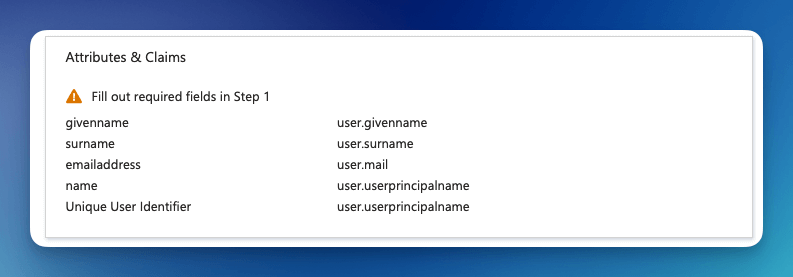 Attributes & Claims
Fill out required fields in Step 1
givenname user.givenname
surname user.surname
emailaddress user.mail
name user.userprincipalname
Unique User Identifier user.userprincipalname